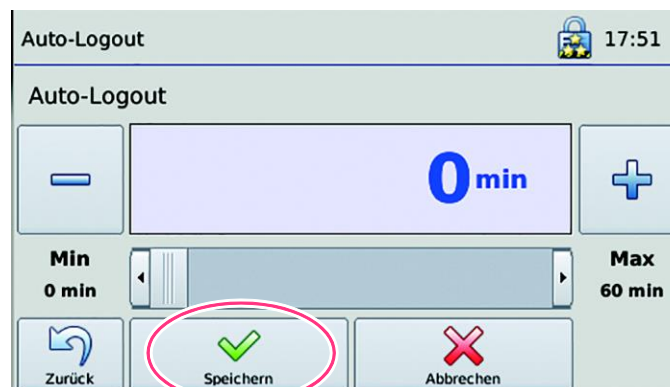 Auto-Logout 17:51
Auto-Logout
0 min
Min Max
0 min 60 min
Zurück Speichern Abbrechen